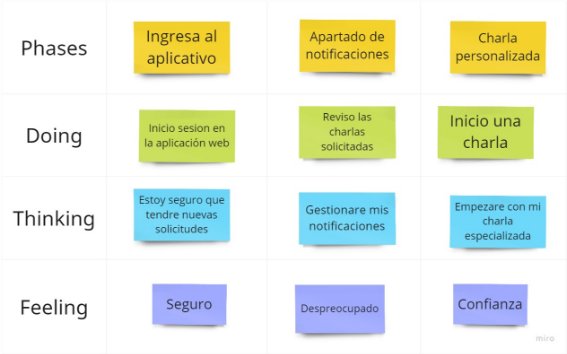 Phases
Ingresa al
aplicativo
Apartado de
notificaciones
Charla
personalizada
Doing
Inicio sesion en
la aplicación web
Reviso las
charlas
solicitadas
Inicio una
charla
Thinking
Estoy seguro que
tendre nuevas
solicitudes
Gestionare mis
notificaciones
Empezare con mi
charla
especializada
Feeling
Seguro
Despreocupado
Confianza
miro